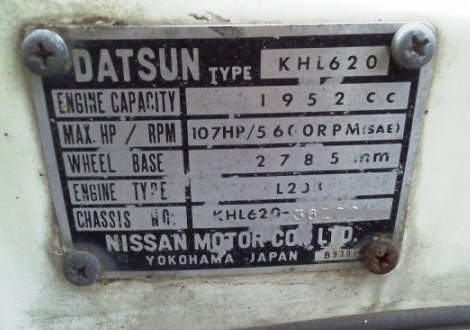 DATSUN TYPE KHL620
ENGINE CAPACITY 1952 CC
MAX. HP / RPM 107HP/5600RPM(SAE)
WHEEL BASE 2785 mm
ENGINE TYPE
CHASSIS NO.
NISSAN MOTOR CO., LTD.
YOKOHAMA JAPAN